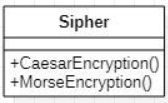 Sipher
+CaesarEncryption()
+MorseEncryption()